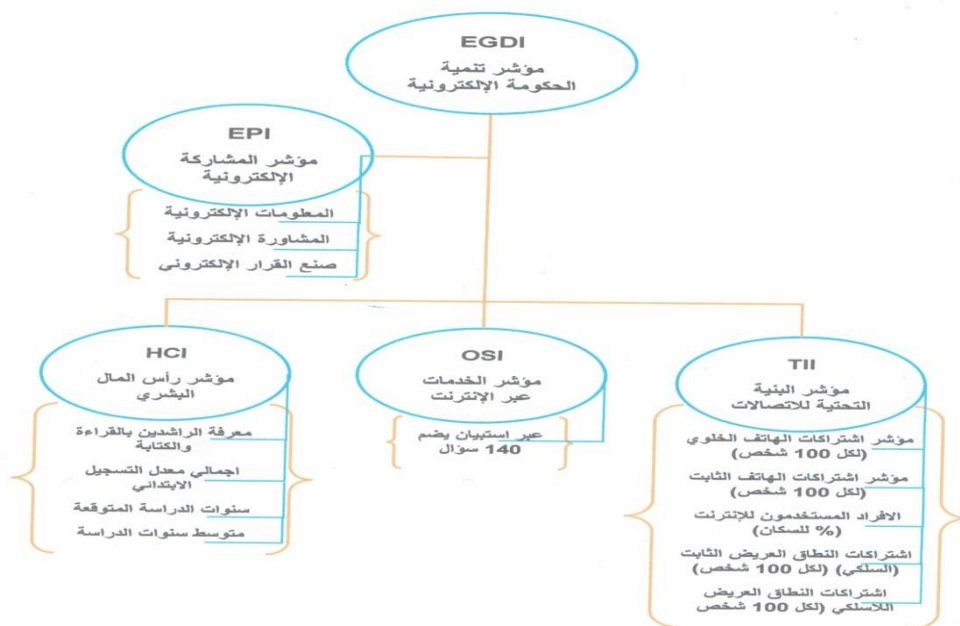 EGDI
مؤشر تنمية
الحكومة الإلكترونية
EPI
مؤشر المشاركة
الإلكترونية
المعلومات الإلكترونية
المشاورة الإلكترونية
صنع القرار الإلكتروني
HCI
مؤشر رأس المال
البشري
معرفة الراشدين بالقراءة
والكتابة
اجمالي معدل التسجيل
الابتدائي
سنوات الدراسة المتوقعة
متوسط سنوات الدراسة
OSI
مؤشر الخدمات
عبر الإنترنت
عبر استبيان يضم
140 سؤال
TII
مؤشر البنية
التحتية للاتصالات
مؤشر اشتراكات الهاتف الخلوي
(لكل 100 شخص)
مؤشر اشتراكات الهاتف الثابت
(لكل 100 شخص)
الافراد المستخدمون للإنترنت
(% للسكان)
اشتراكات النطاق العريض الثابت
(السلكي) (لكل 100 شخص)
اشتراكات النطاق العريض
اللاسلكي (لكل 100 شخص